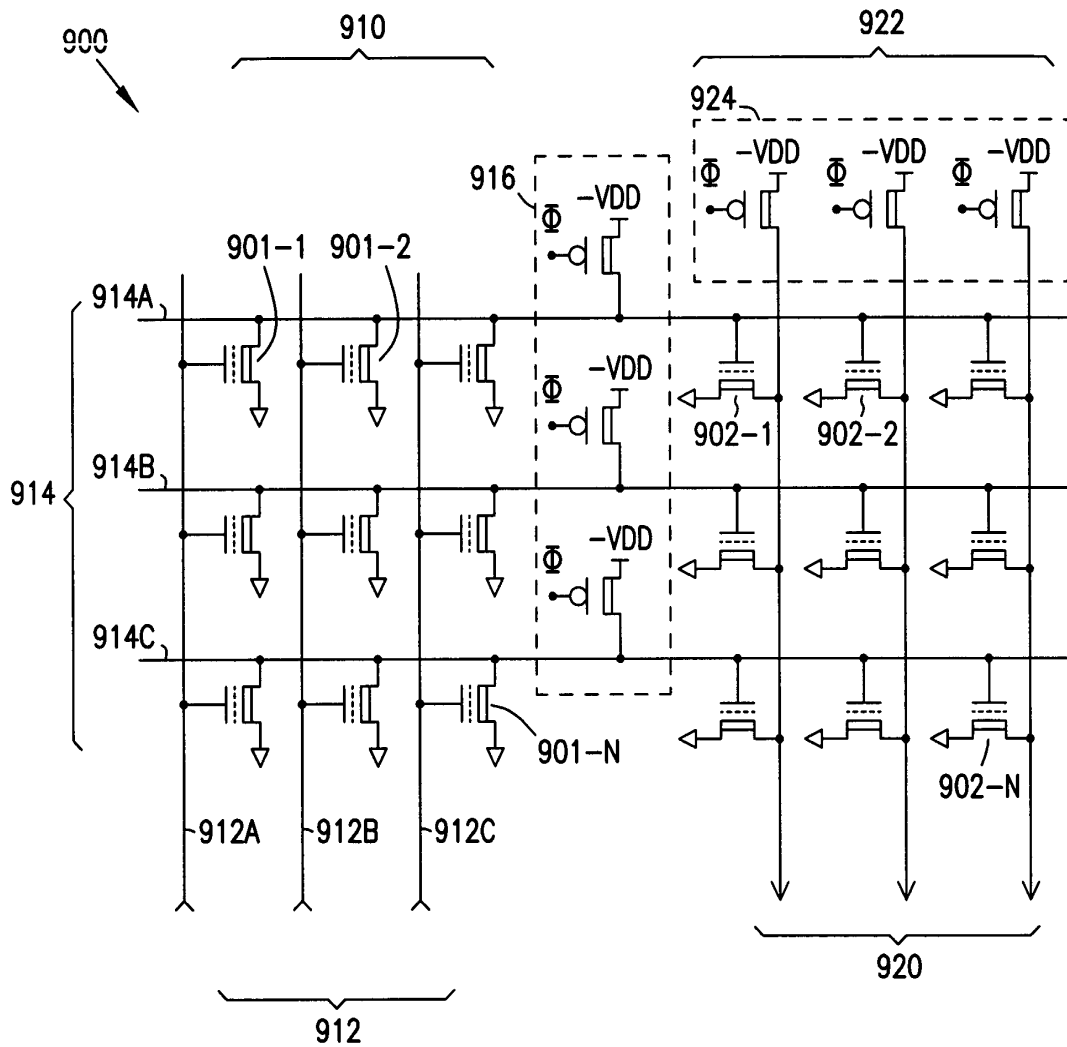 900
910
922
924
Φ -VDD Φ -VDD Φ -VDD
916
Φ -VDD
901-1 901-2
914A
Φ -VDD
902-1 902-2
914B
914
Φ -VDD
914C
901-N
902-N
912A 912B 912C
920
912